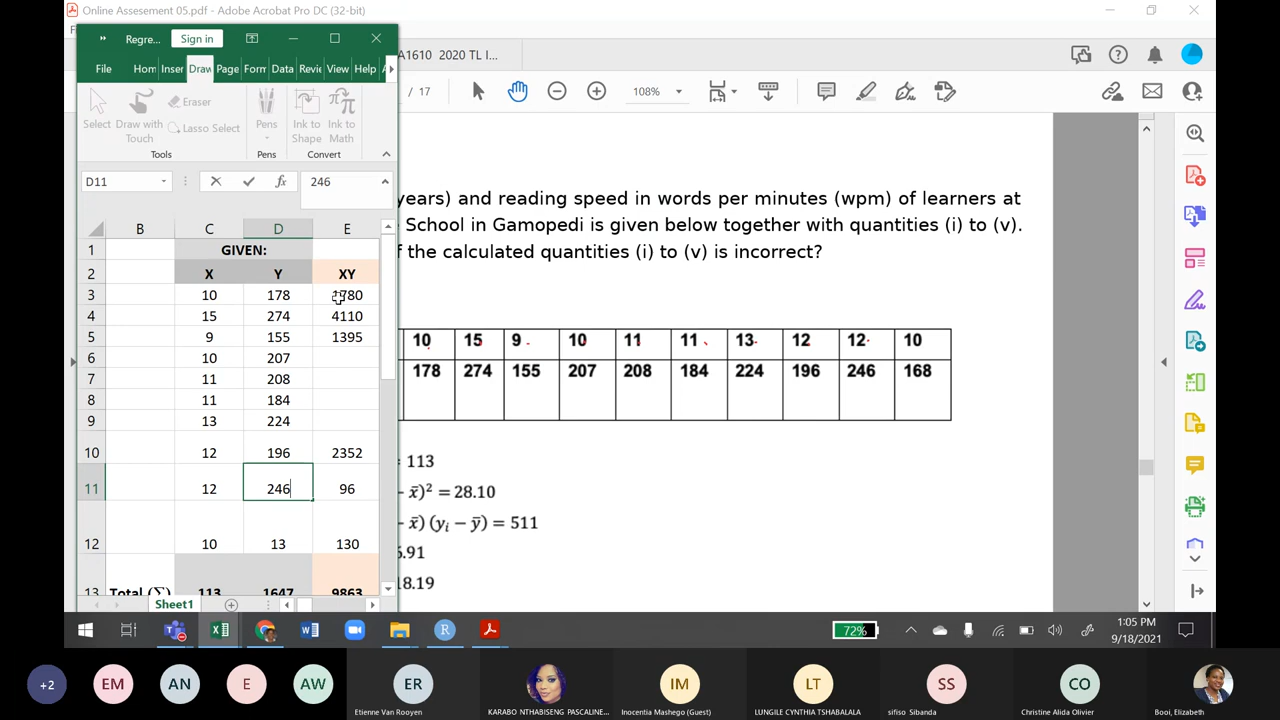 Online Assesement 05.pdf - Adobe Acrobat Pro DC (32-bit)
Regre...
Sign in
A1610 2020 TL I...
File
Hom
Inser
Draw
Page
Form
Data
Revie
View
Help
/ 17
108%
Select
Draw with
Touch
Eraser
Lasso Select
Pens
Ink to
Shape
Ink to
Math
Tools
Pens
Convert
D11
fx
246
years) and reading speed in words per minutes (wpm) of learners at
School in Gamopedi is given below together with quantities (i) to (v).
f the calculated quantities (i) to (v) is incorrect?
B C D E
1 GIVEN:
2 X Y XY
3 10 178 1780
4 15 274 4110
5 9 155 1395
6 10 207
7 11 208
8 11 184
9 13 224
10 12 196 2352
11 12 246 96
12 10 13 130
13 Total (∑) 113 1647 9863
Sheet1
10 15 9 10 11 11 13 12 12 10
178 274 155 207 208 184 224 196 246 168
= 113
− x̄)² = 28.10
− x̄) (yᵢ − ȳ) = 511
6.91
18.19
72%
1:05 PM
9/18/2021
+2
EM
AN
E
AW
ER
Etienne Van Rooyen
KARABO NTHABISENG PASCALINE...
IM
Inocentia Mashego (Guest)
LT
LUNGILE CYNTHIA TSHABALALA
SS
sifiso Sibanda
CO
Christine Alida Olivier
Booi, Elizabeth